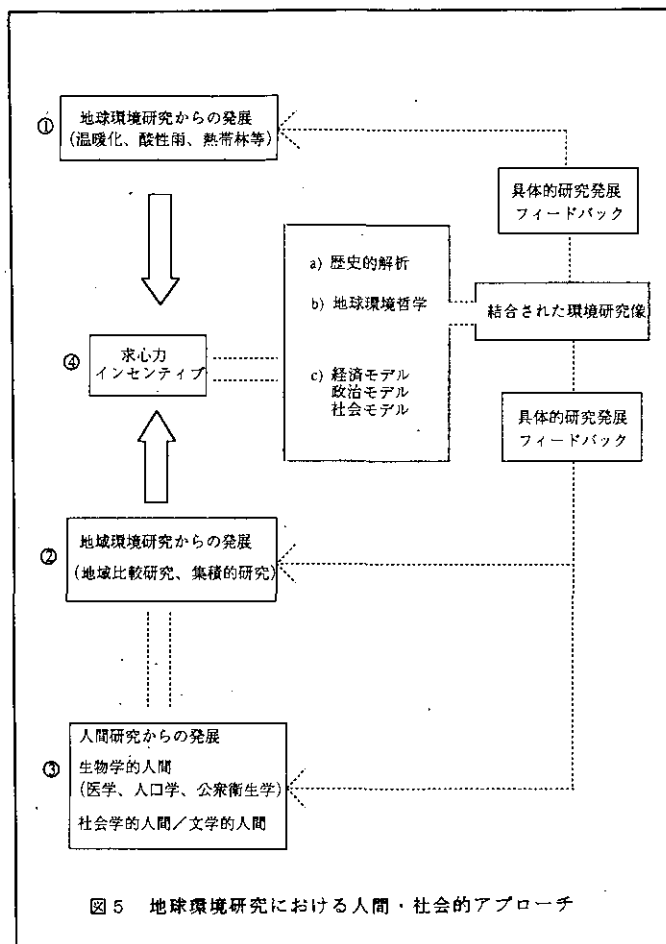 ①
地球環境研究からの発展
(温暖化、酸性雨、熱帯林等)
具体的研究発展
フィードバック
a) 歴史的解析
b) 地球環境哲学
c) 経済モデル
政治モデル
社会モデル
結合された環境研究像
④
求心力
インセンティブ
具体的研究発展
フィードバック
②
地域環境研究からの発展
(地域比較研究、集積的研究)
③
人間研究からの発展
生物学的人間
(医学、人口学、公衆衛生学)
社会学的人間/文学的人間
図5 地球環境研究における人間・社会的アプローチ